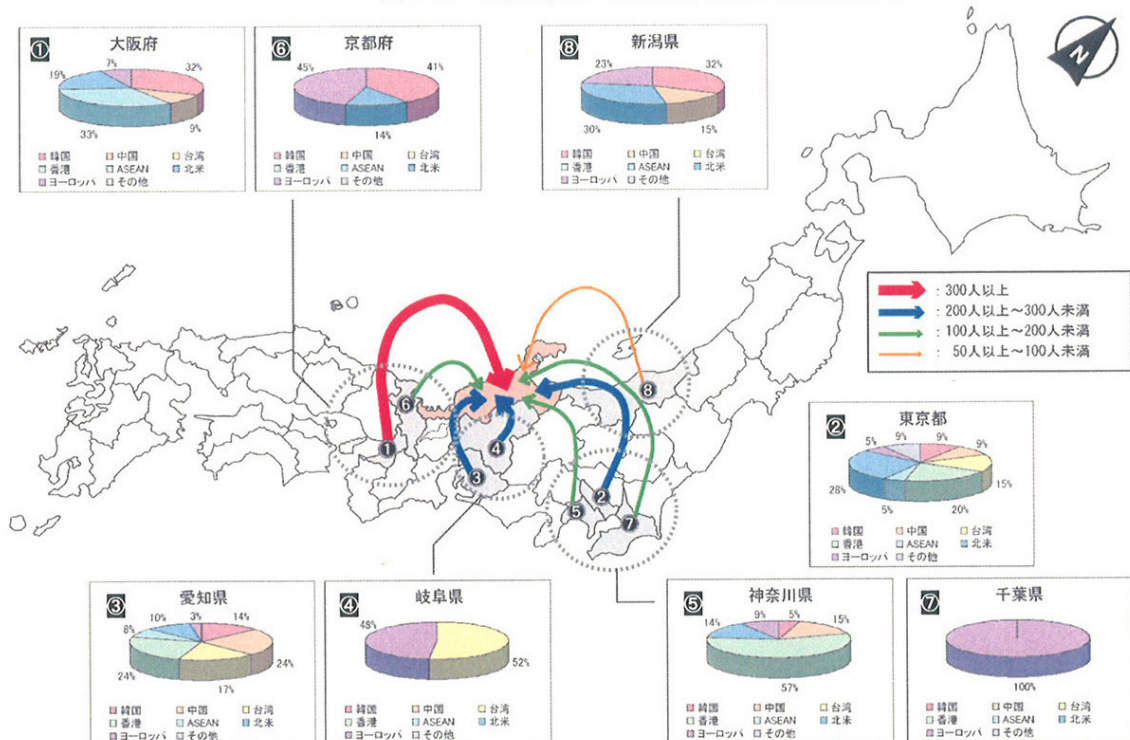 ① 大阪府
7%
19%
32%
33%
9%
韓国 中国 台湾
香港 ASEAN 北米
ヨーロッパ その他
⑥ 京都府
45%
41%
14%
韓国 中国 台湾
香港 ASEAN 北米
ヨーロッパ その他
⑧ 新潟県
23%
32%
30%
15%
韓国 中国 台湾
香港 ASEAN 北米
ヨーロッパ その他
N
:300人以上
:200人以上~300人未満
:100人以上~200人未満
:50人以上~100人未満
⑧
⑥
①
④
③
②
⑤
⑦
② 東京都
5%
9%
9%
9%
28%
15%
5%
20%
韓国 中国 台湾
香港 ASEAN 北米
ヨーロッパ その他
③ 愛知県
10%
3%
14%
8%
24%
24%
17%
韓国 中国 台湾
香港 ASEAN 北米
ヨーロッパ その他
④ 岐阜県
48%
52%
韓国 中国 台湾
香港 ASEAN 北米
ヨーロッパ その他
⑤ 神奈川県
9%
5%
14%
15%
57%
韓国 中国 台湾
香港 ASEAN 北米
ヨーロッパ その他
⑦ 千葉県
100%
韓国 中国 台湾
香港 ASEAN 北米
ヨーロッパ その他